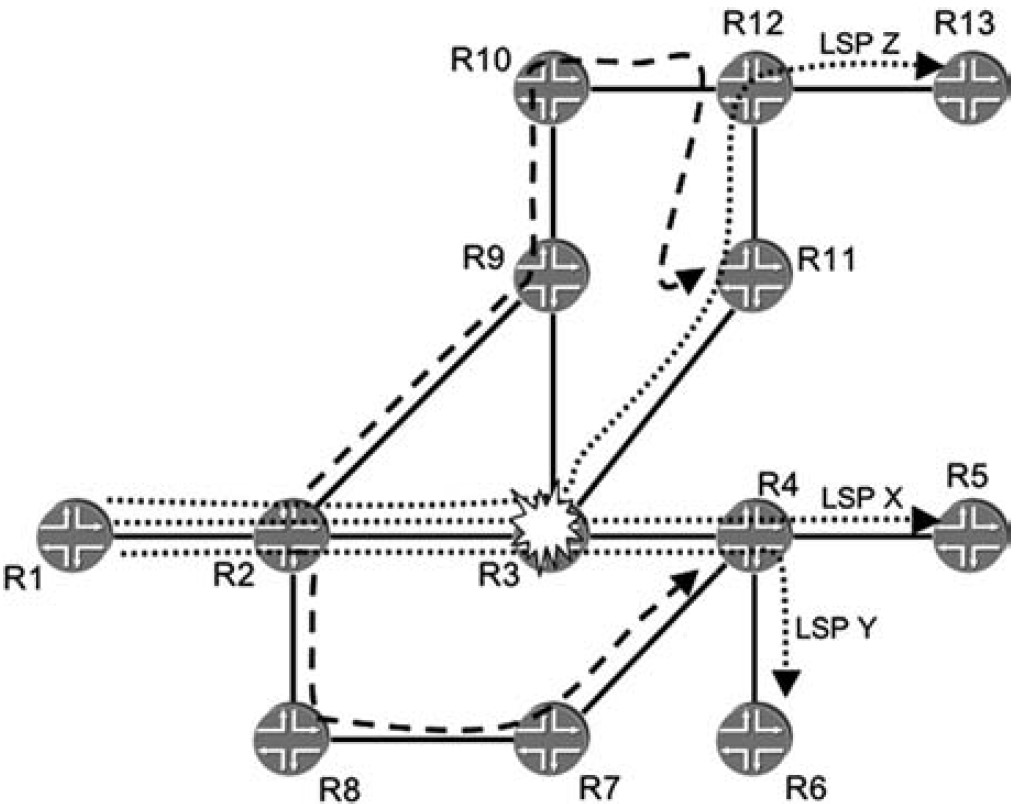 R12
R13
R10
LSP Z
R9
R11
R4
R5
LSP X
R1
R2
R3
LSP Y
R8
R7
R6